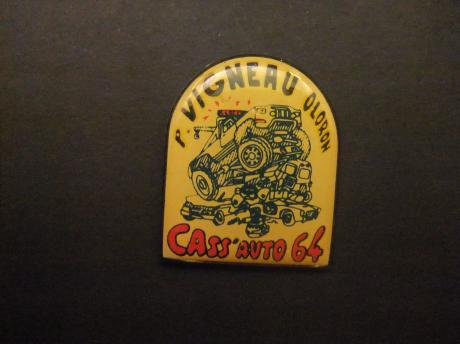 P. VIGNEAU OLORON
CASS'AUTO 64